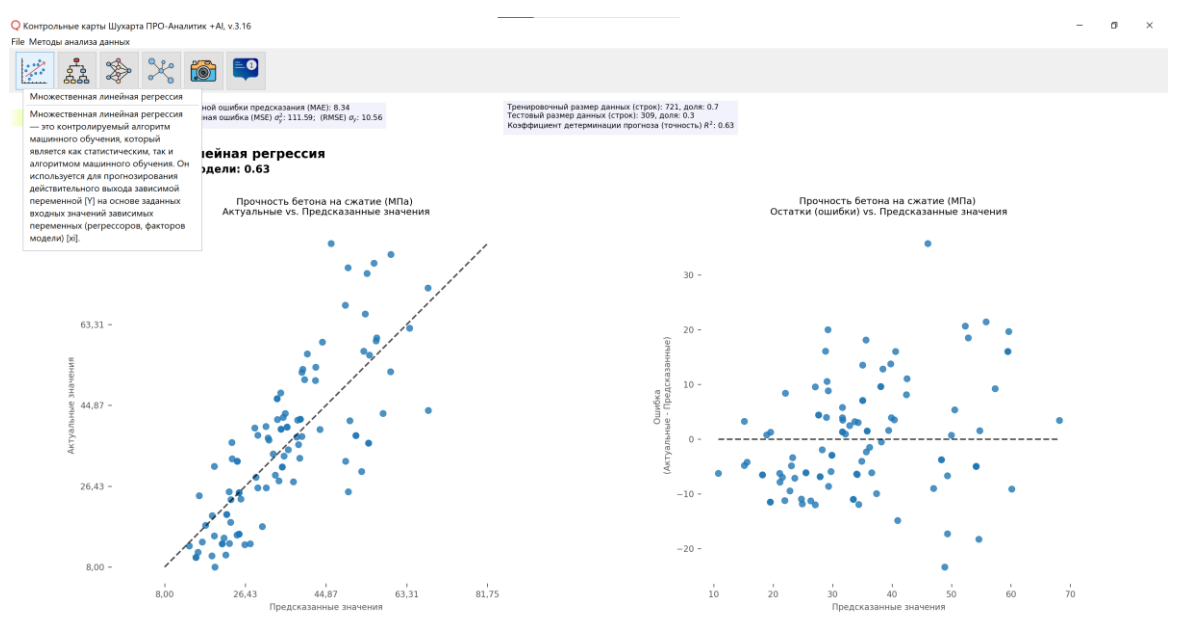 Контрольные карты Шухарта ПРО-Аналитик +AI, v.3.16
File Методы анализа данных
Множественная линейная регрессия
Множественная линейная регрессия
— это контролируемый алгоритм
машинного обучения, который
является как статистическим, так и
алгоритмом машинного обучения. Он
используется для прогнозирования
действительного выхода зависимой
переменной [Y] на основе заданных
входных значений зависимых
переменных (регрессоров, факторов
модели) [xi].
ной ошибки предсказания (MAE): 8.34
ная ошибка (MSE) σ²ᵧ: 111.59; (RMSE) σᵧ: 10.56
Тренировочный размер данных (строк): 721, доля: 0.7
Тестовый размер данных (строк): 309, доля: 0.3
Коэффициент детерминации прогноза (точность) R²: 0.63
нейная регрессия
одели: 0.63
Прочность бетона на сжатие (МПа)
Актуальные vs. Предсказанные значения
Актуальные значения
63,31
44,87
26,43
8,00
8,00 26,43 44,87 63,31 81,75
Предсказанные значения
Прочность бетона на сжатие (МПа)
Остатки (ошибки) vs. Предсказанные значения
Ошибка
(Актуальные - Предсказанные)
30
20
10
0
−10
−20
10 20 30 40 50 60 70
Предсказанные значения